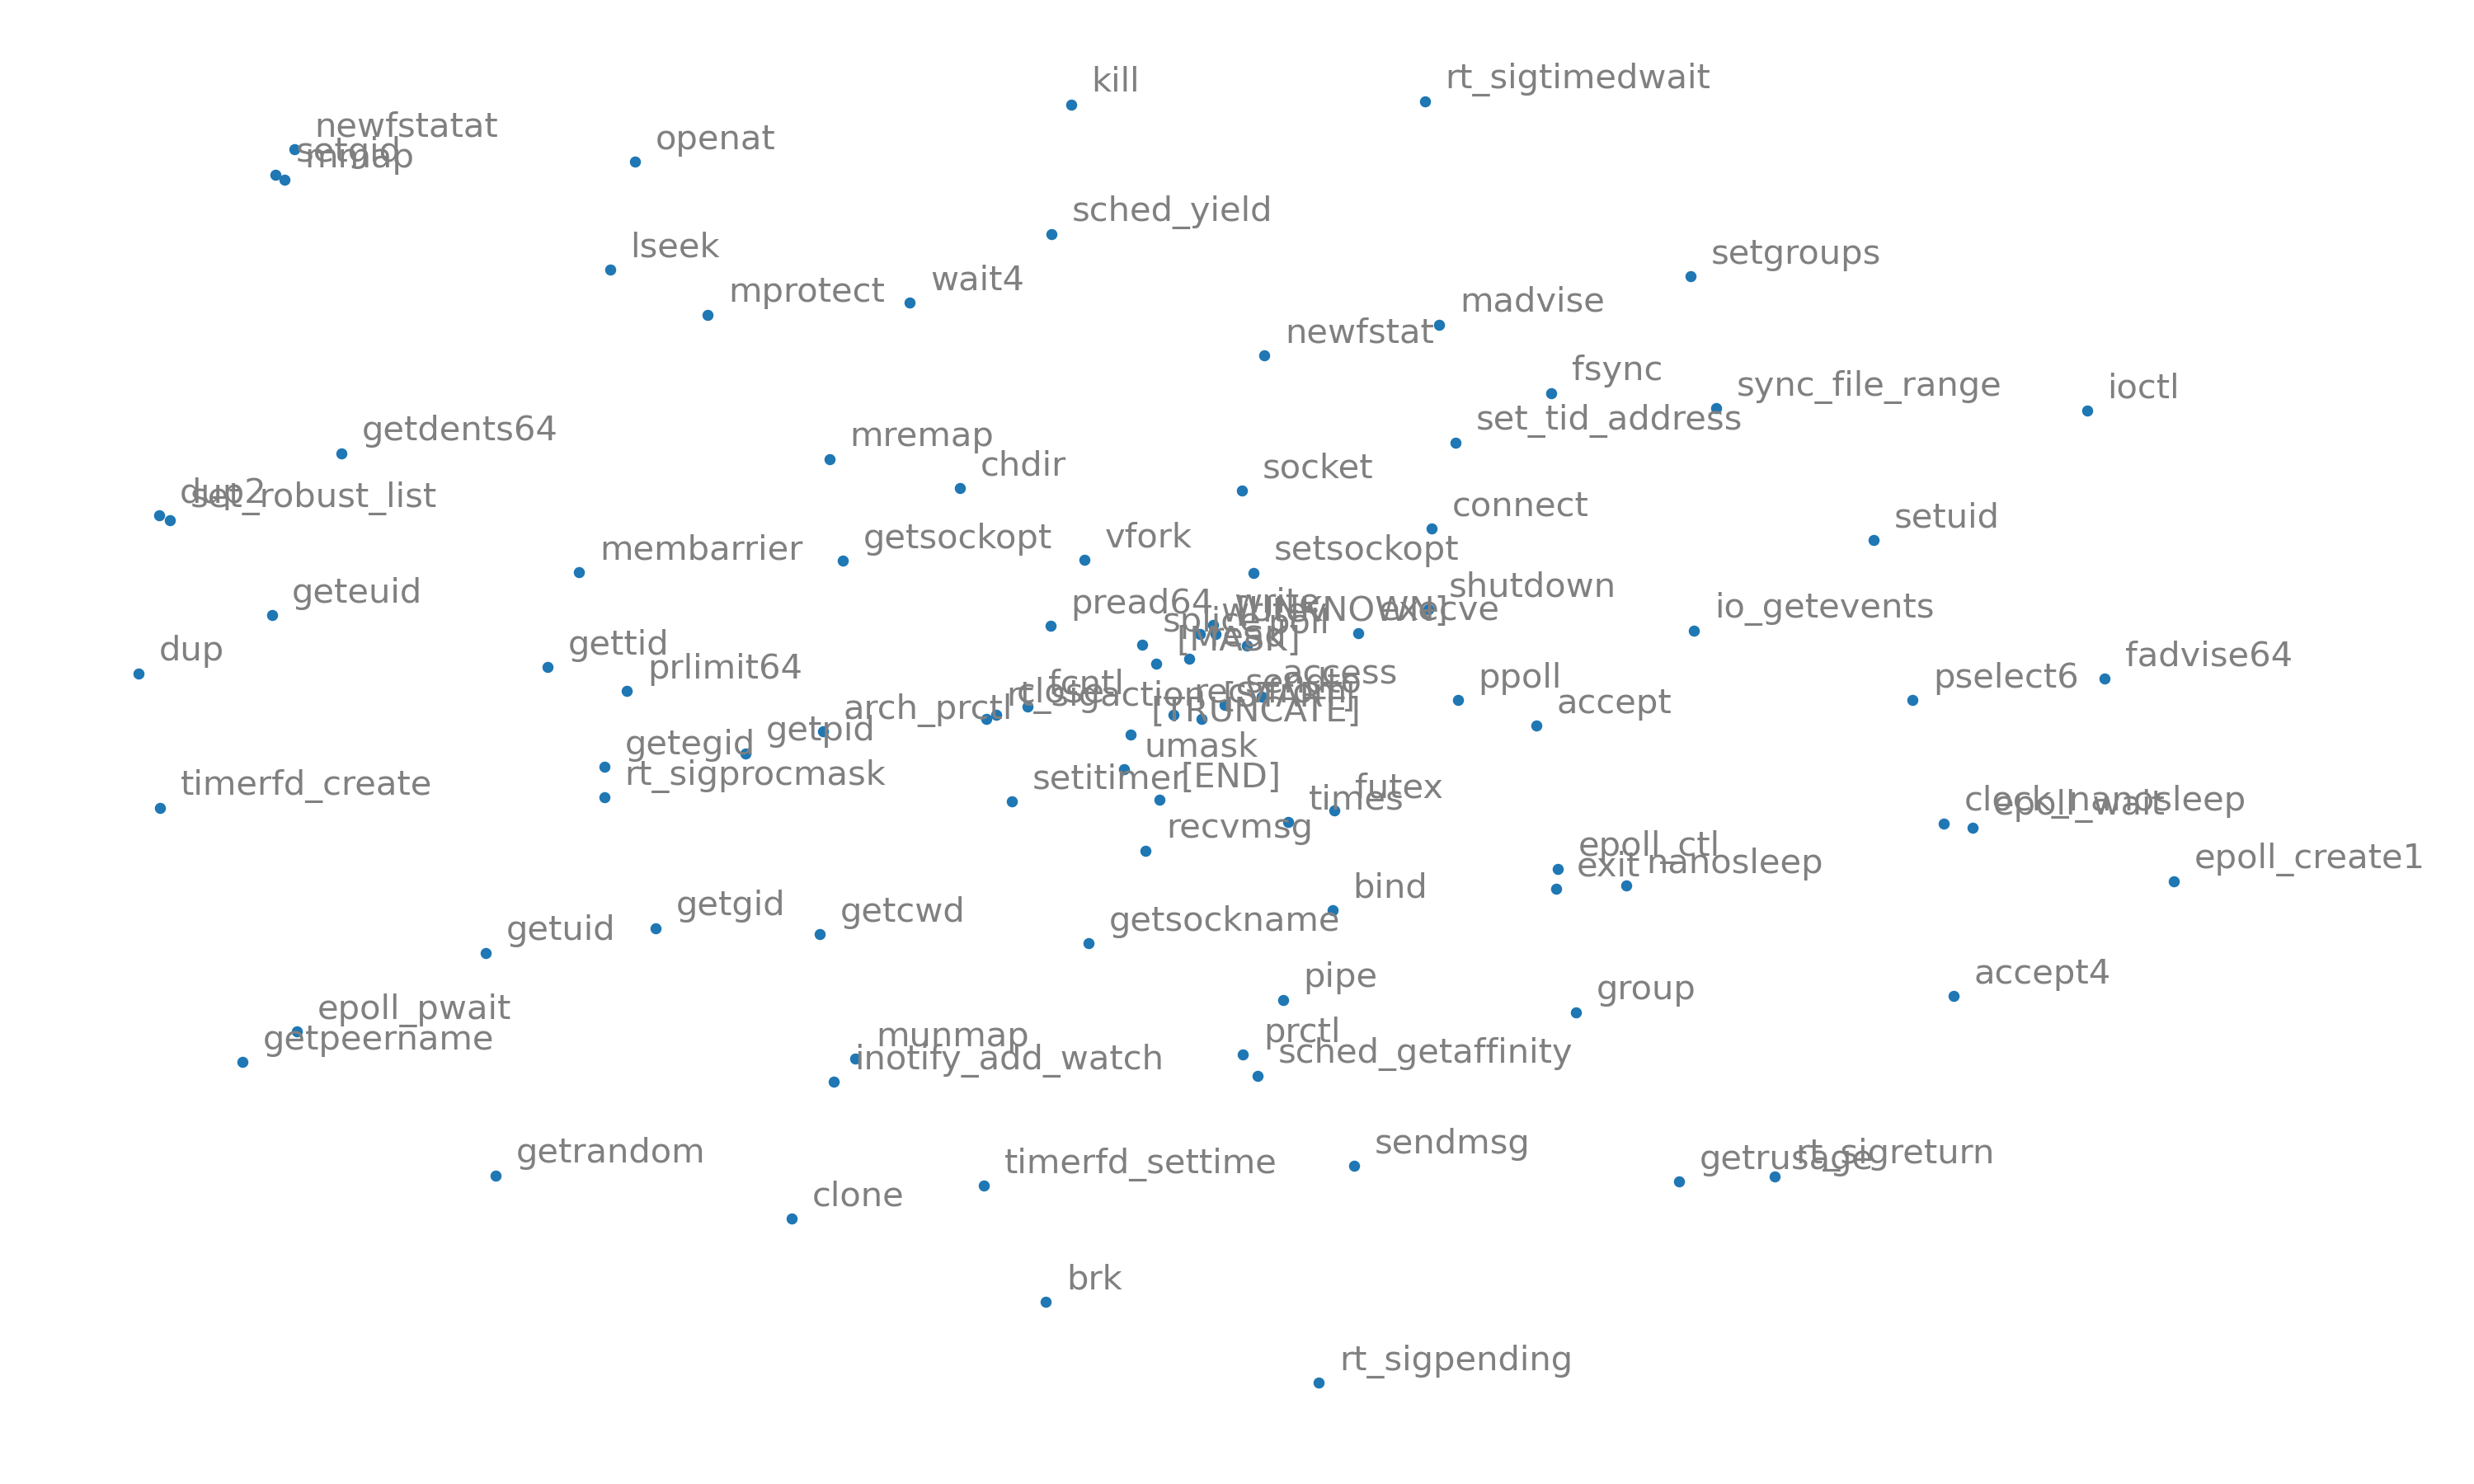 kill
rt_sigtimedwait
newfstatat
openat
setgid
mmap
sched_yield
lseek
setgroups
wait4
mprotect
madvise
newfstat
fsync
sync_file_range
ioctl
set_tid_address
getdents64
mremap
chdir
socket
dup2
set_robust_list
connect
setuid
getsockopt
vfork
membarrier
setsockopt
shutdown
geteuid
pread64
write
writev
[UNKNOWN]
execve
io_getevents
splice
poll
read
[MASK]
gettid
dup
prlimit64
access
fcntl
sendto
ppoll
pselect6
fadvise64
close
rt_sigaction
recvfrom
[START]
accept
arch_prctl
[TRUNCATE]
getpid
getegid
umask
rt_sigprocmask
setitimer
[END]
timerfd_create
times
futex
clock_nanosleep
epoll_wait
recvmsg
epoll_ctl
exit
nanosleep
epoll_create1
bind
getgid
getcwd
getsockname
getuid
pipe
group
accept4
epoll_pwait
getpeername
munmap
prctl
inotify_add_watch
sched_getaffinity
getrandom
timerfd_settime
sendmsg
getrusage
rt_sigreturn
clone
brk
rt_sigpending